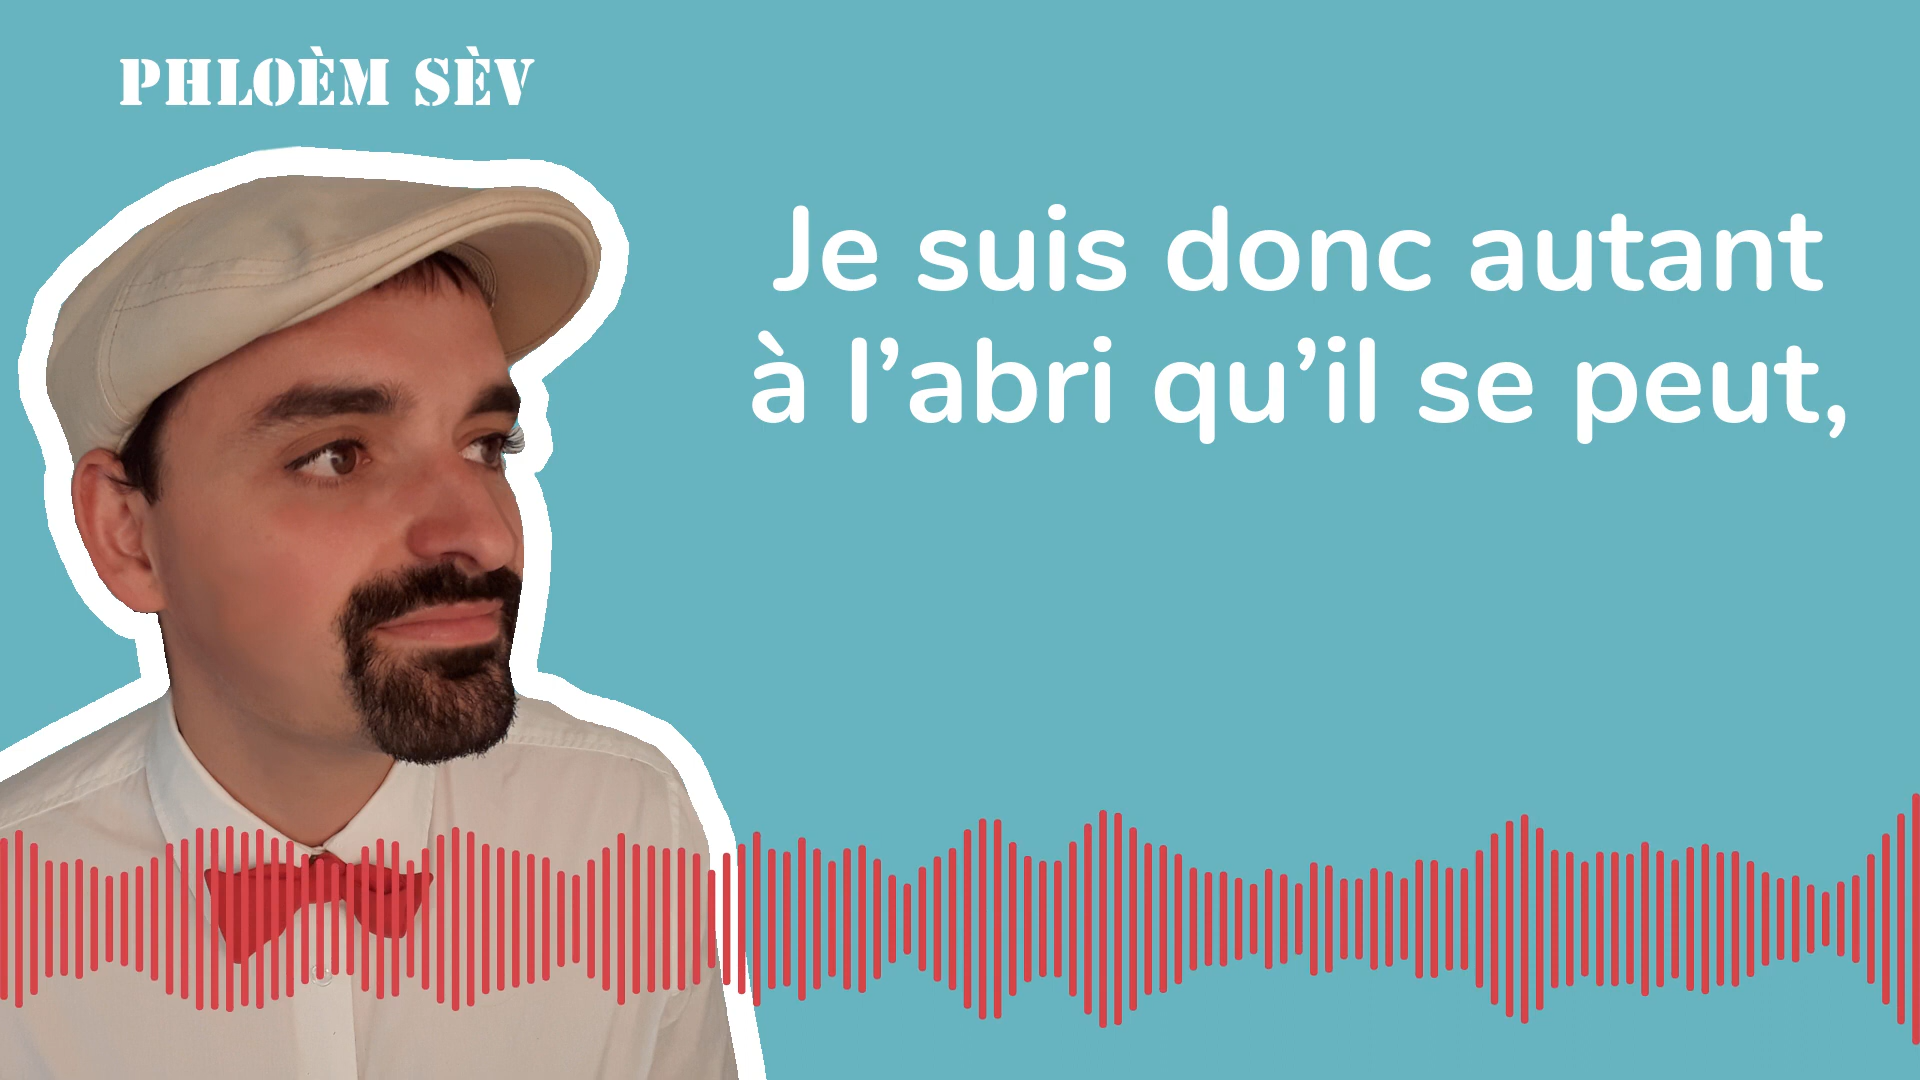 PHLOÈM SÈV
Je suis donc autant
à l’abri qu’il se peut,